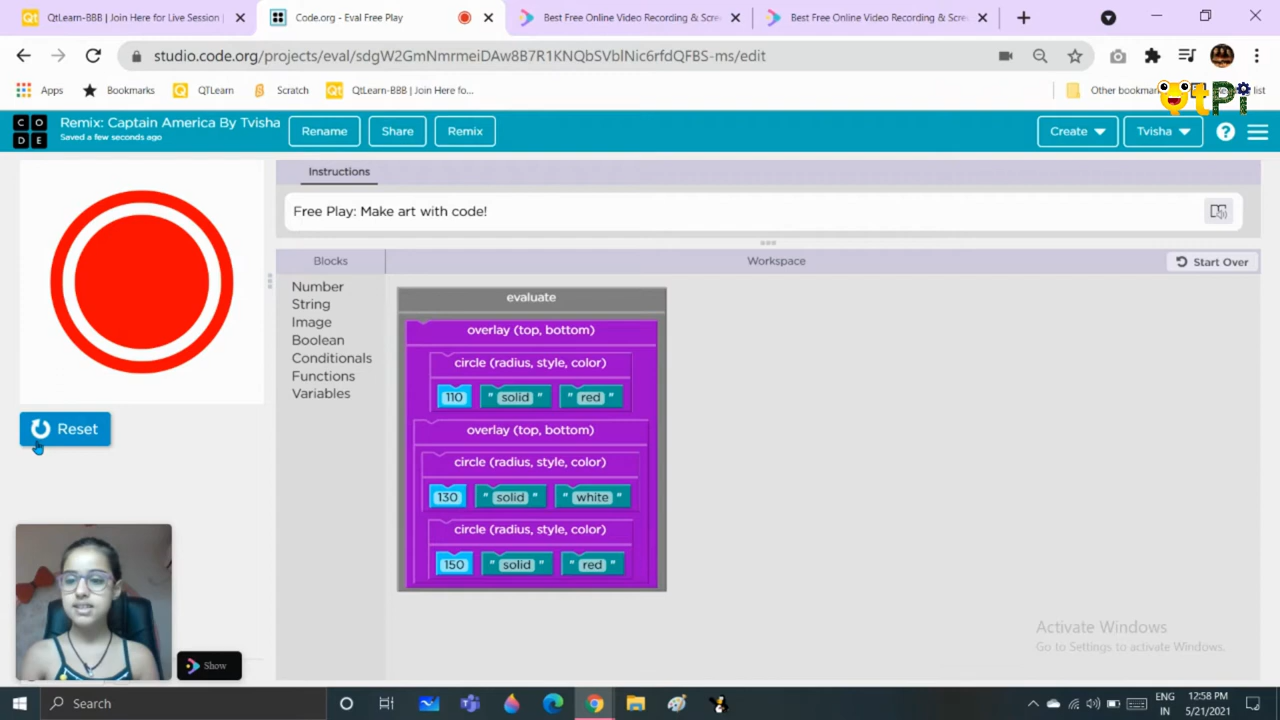 QtLearn-BBB | Join Here for Live Session
Code.org - Eval Free Play
Best Free Online Video Recording & Scre
Best Free Online Video Recording & Scre
studio.code.org/projects/eval/sdgW2GmNmrmeiDAw8B7R1KNQbSVblNic6rfdQFBS-ms/edit
Apps
Bookmarks
QTLearn
Scratch
QtLearn-BBB | Join Here fo...
Other bookmar
list
QtPi
CODE
Remix: Captain America By Tvisha
Saved a few seconds ago
Rename
Share
Remix
Create
Tvisha
?
Instructions
Free Play: Make art with code!
Blocks
Workspace
Start Over
Number
String
Image
Boolean
Conditionals
Functions
Variables
evaluate
overlay (top, bottom)
circle (radius, style, color)
110 " solid " " red "
overlay (top, bottom)
circle (radius, style, color)
130 " solid " " white "
circle (radius, style, color)
150 " solid " " red "
Reset
Show
Activate Windows
Go to Settings to activate Windows.
Search
ENG
IN
12:58 PM
5/21/2021